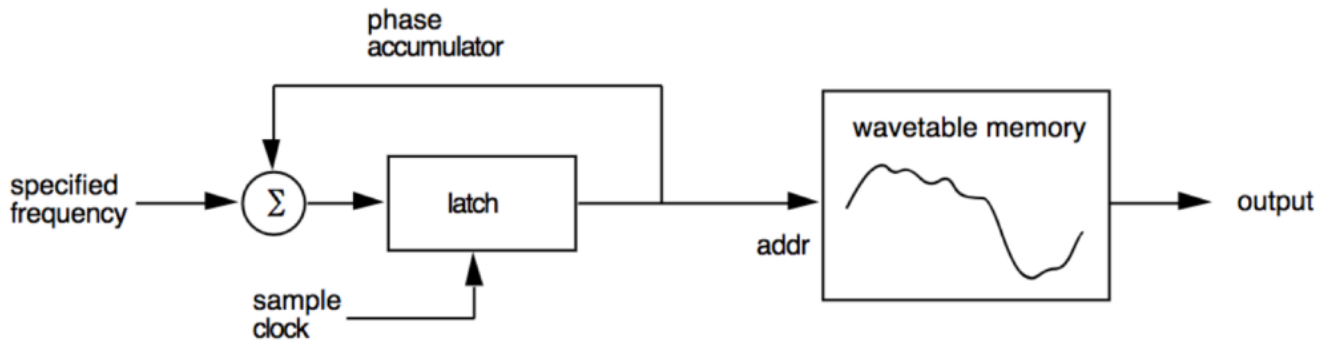 phase
accumulator
wavetable memory
specified
frequency
Σ
latch
output
addr
sample
clock